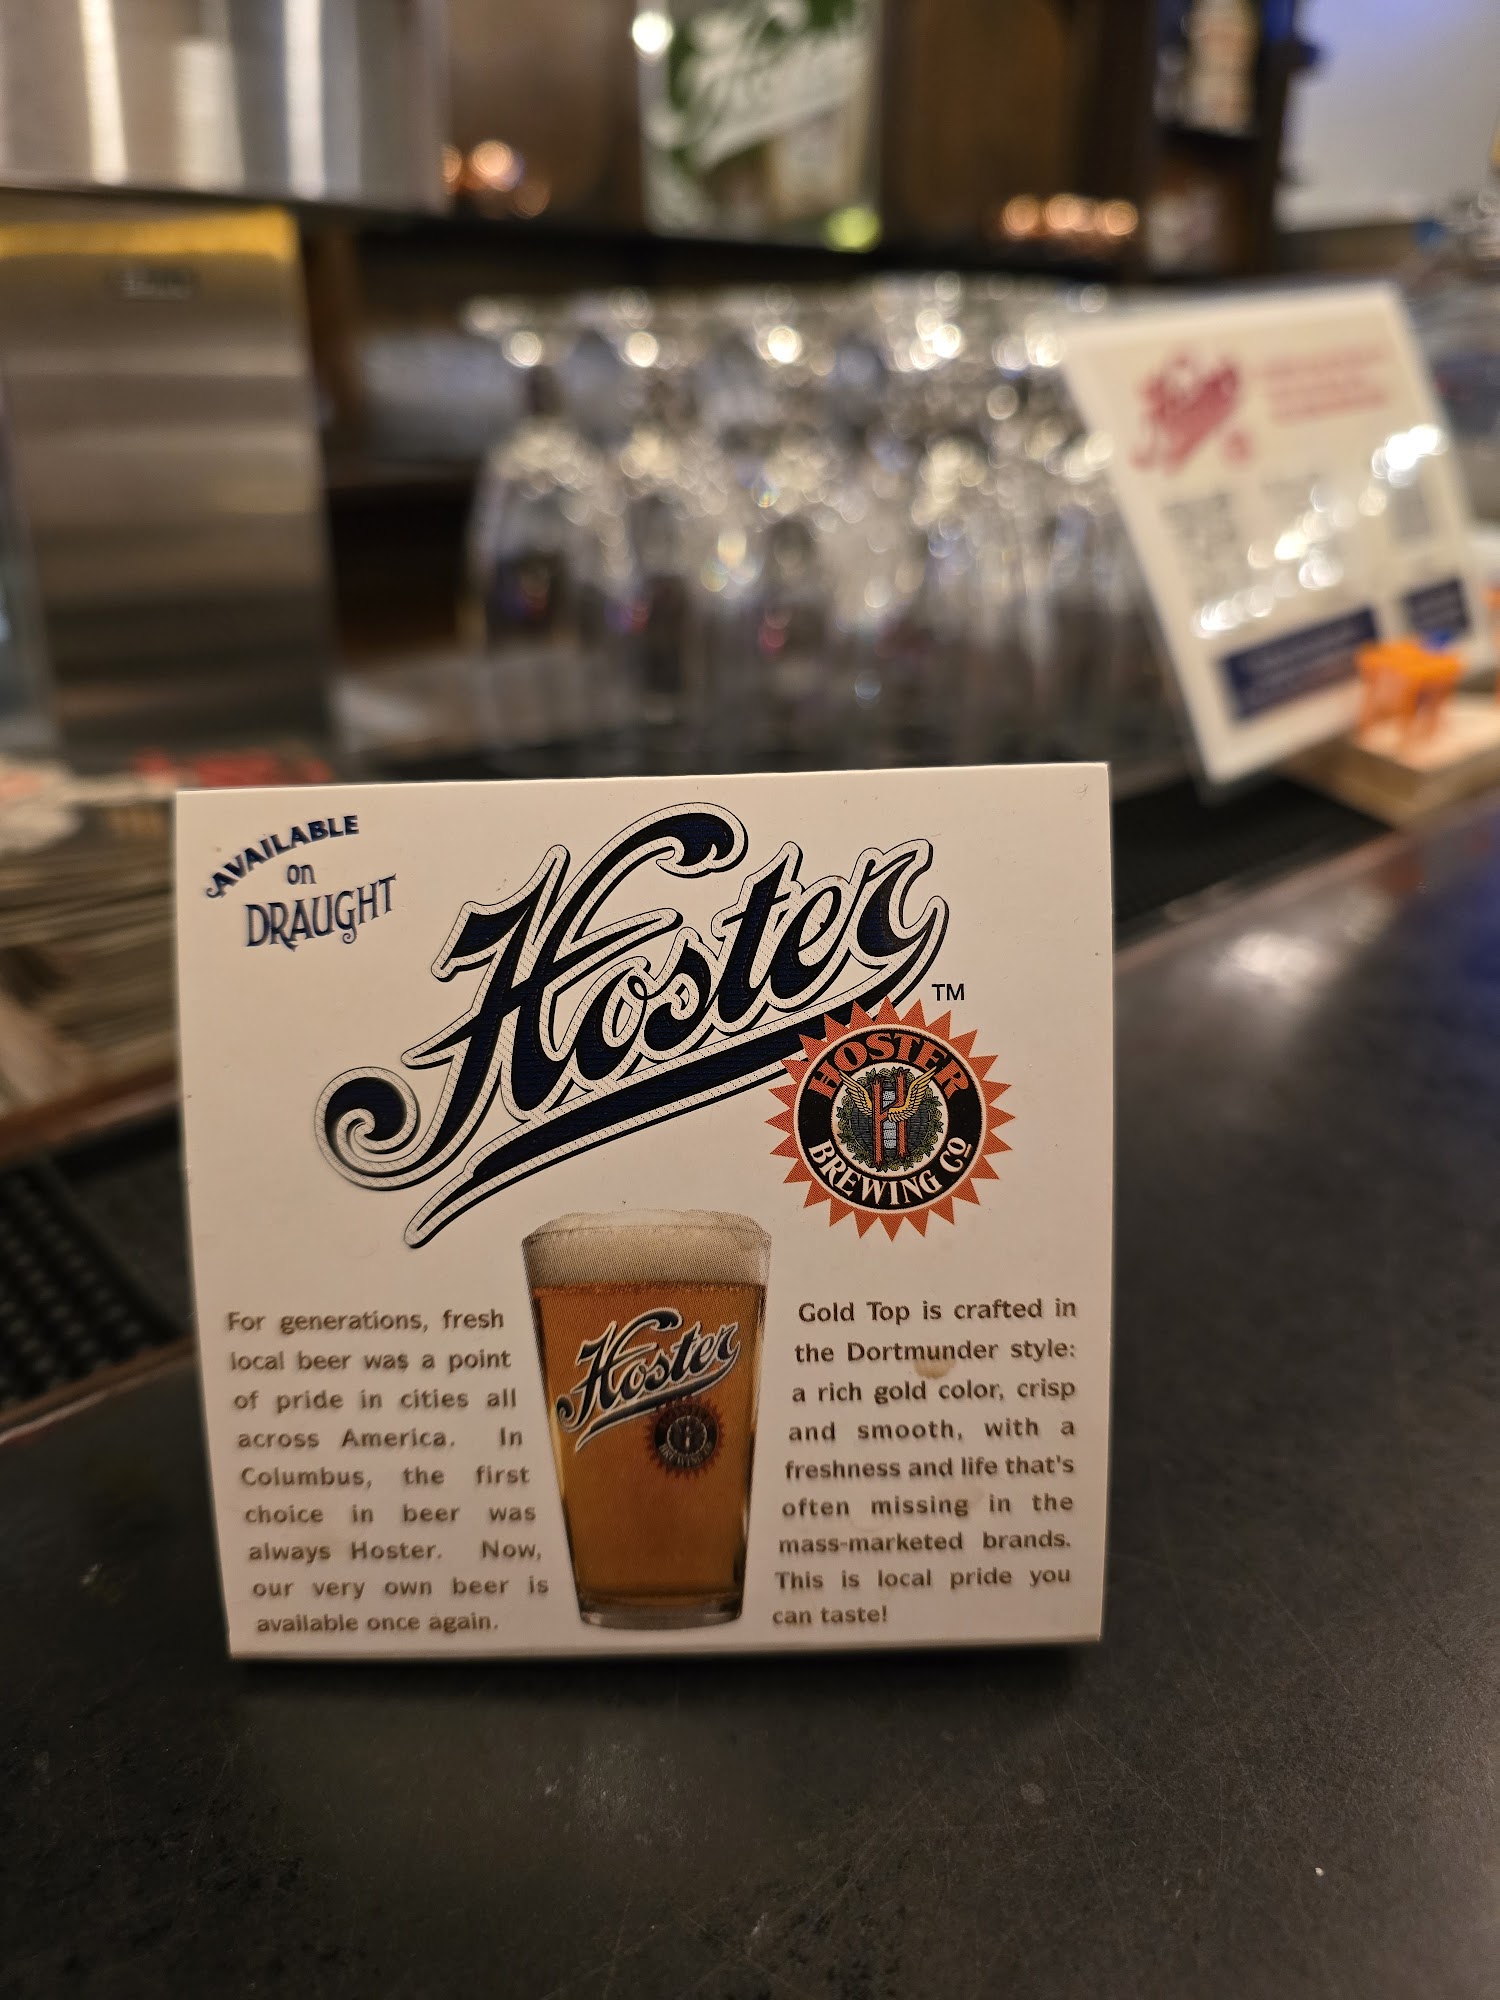 AVAILABLE
on
DRAUGHT
Hoster
TM
HOSTER
BREWING CO
For generations, fresh
local beer was a point
of pride in cities all
across America. In
Columbus, the first
choice in beer was
always Hoster. Now,
our very own beer is
available once again.
Hoster
Gold Top is crafted in
the Dortmunder style:
a rich gold color, crisp
and smooth, with a
freshness and life that's
often missing in the
mass-marketed brands.
This is local pride you
can taste!